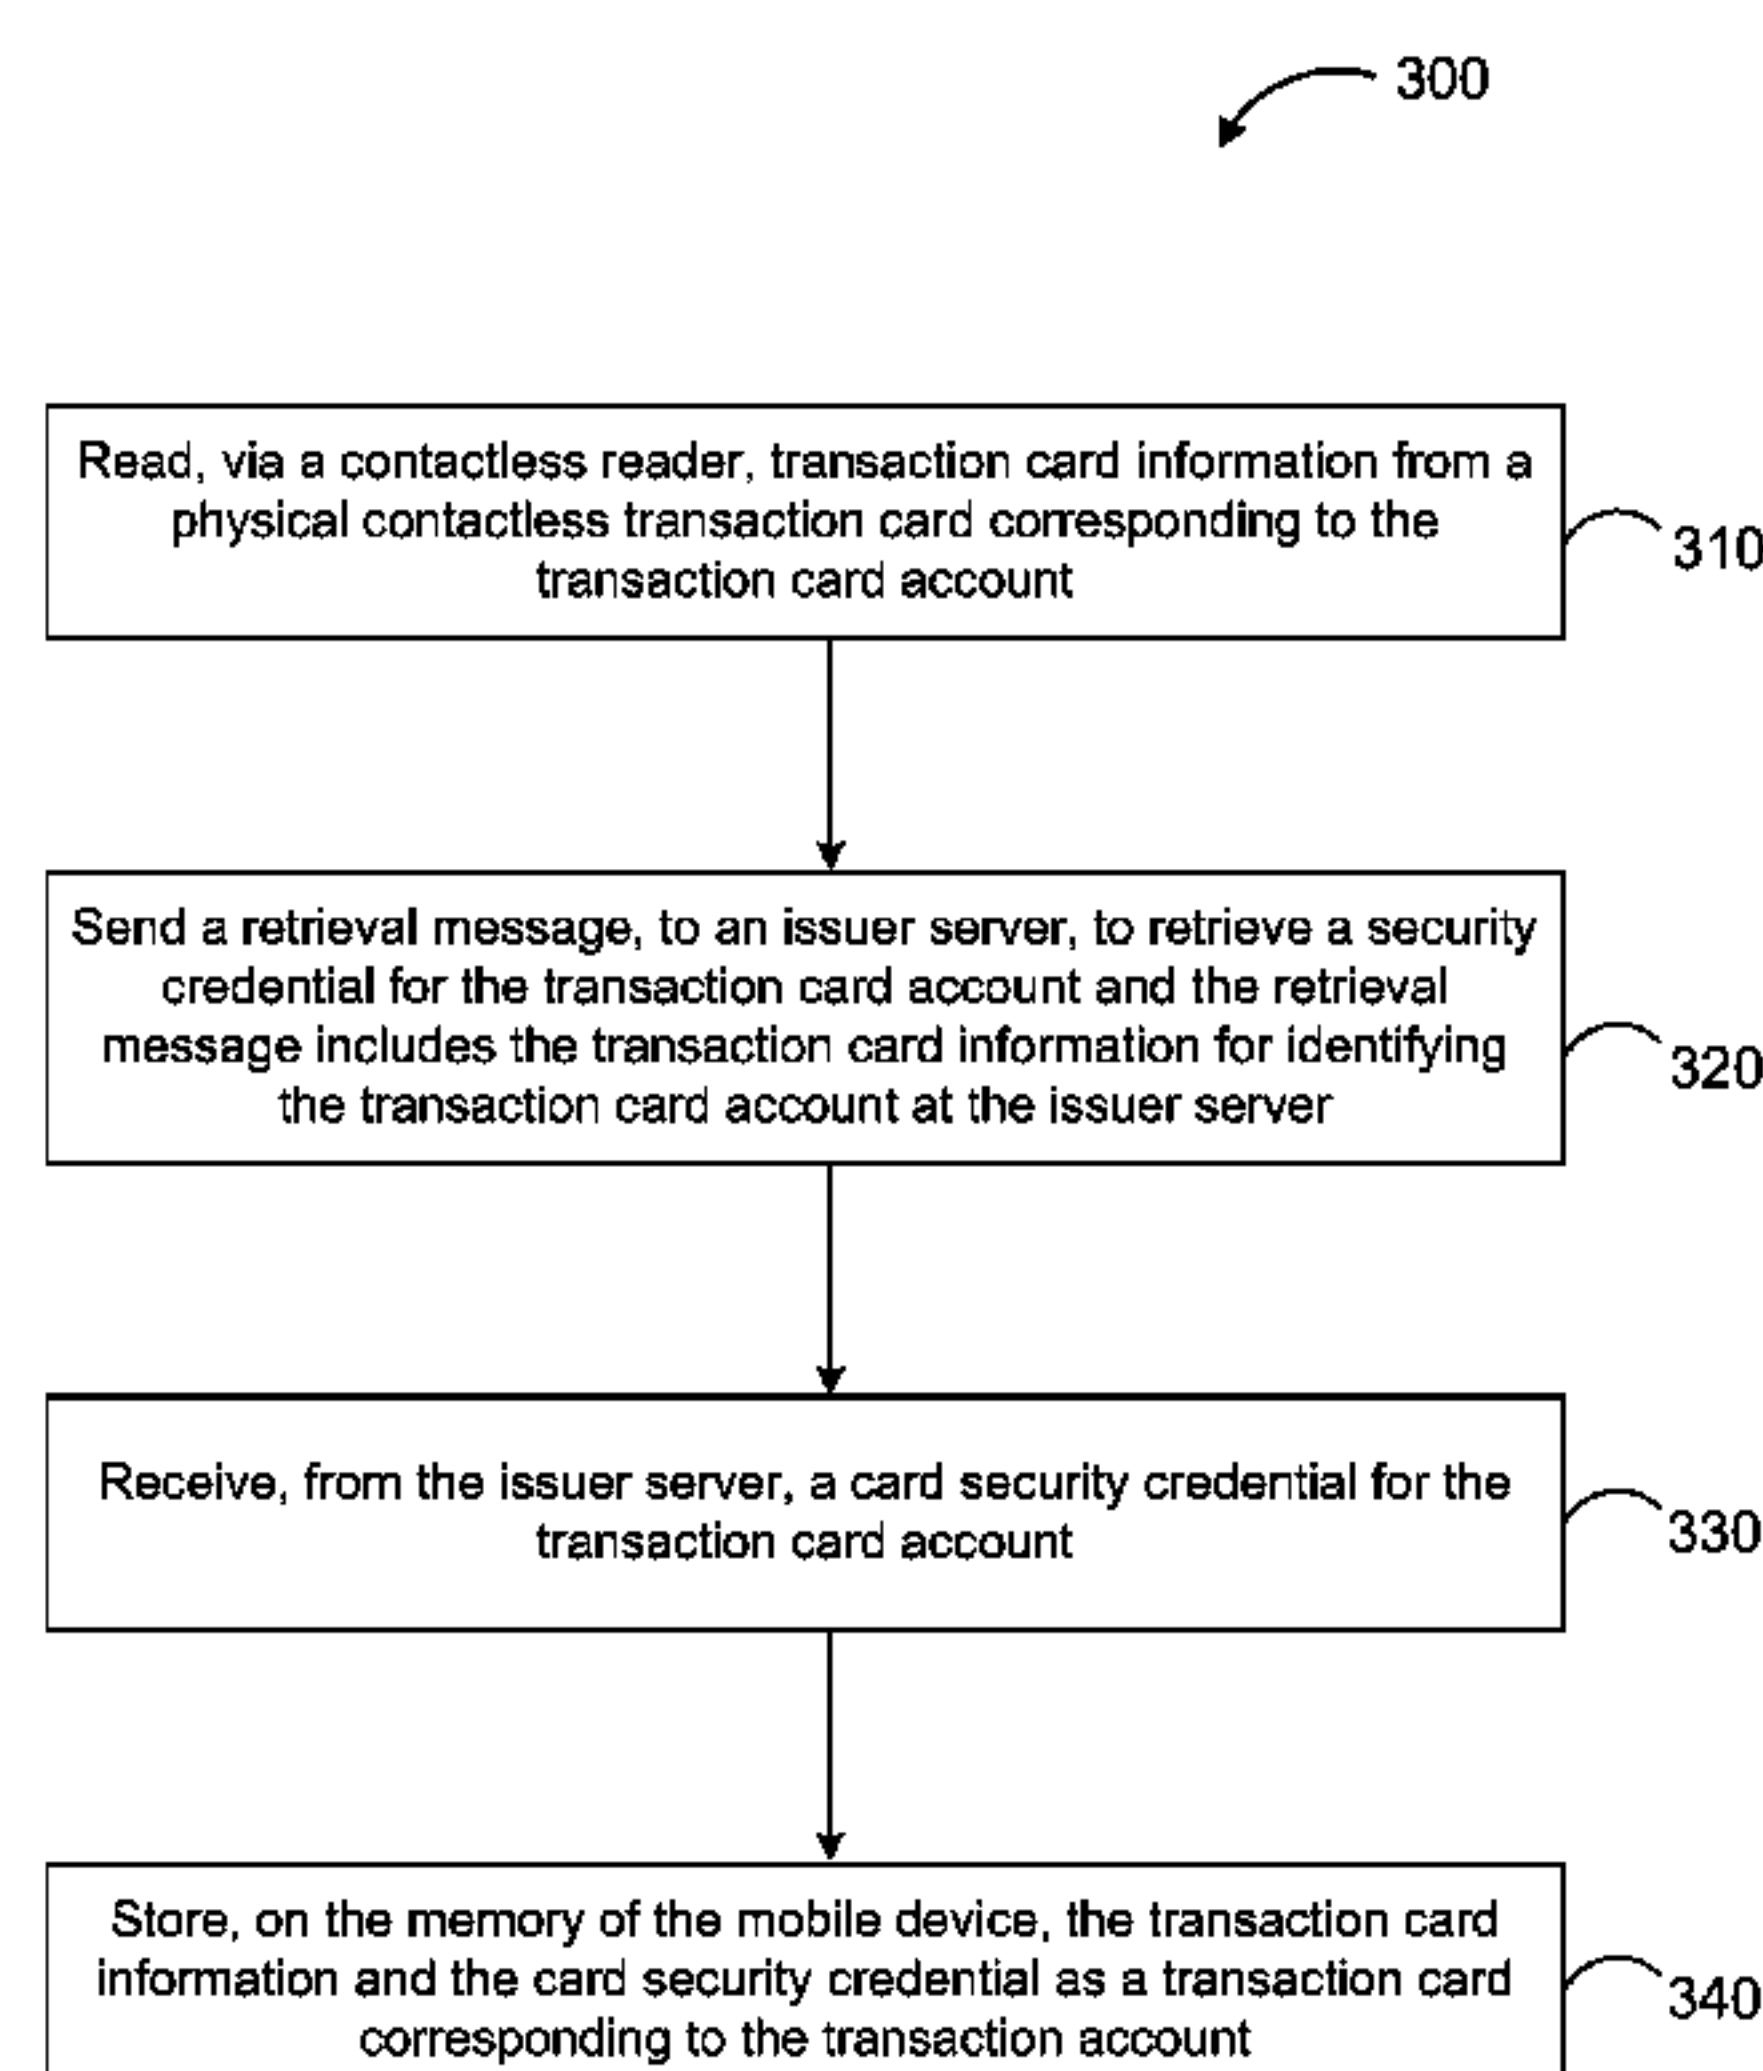 300
Read, via a contactless reader, transaction card information from a
physical contactless transaction card corresponding to the
transaction card account
310
Send a retrieval message, to an issuer server, to retrieve a security
credential for the transaction card account and the retrieval
message includes the transaction card information for identifying
the transaction card account at the issuer server
320
Receive, from the issuer server, a card security credential for the
transaction card account
330
Store, on the memory of the mobile device, the transaction card
information and the card security credential as a transaction card
corresponding to the transaction account
340